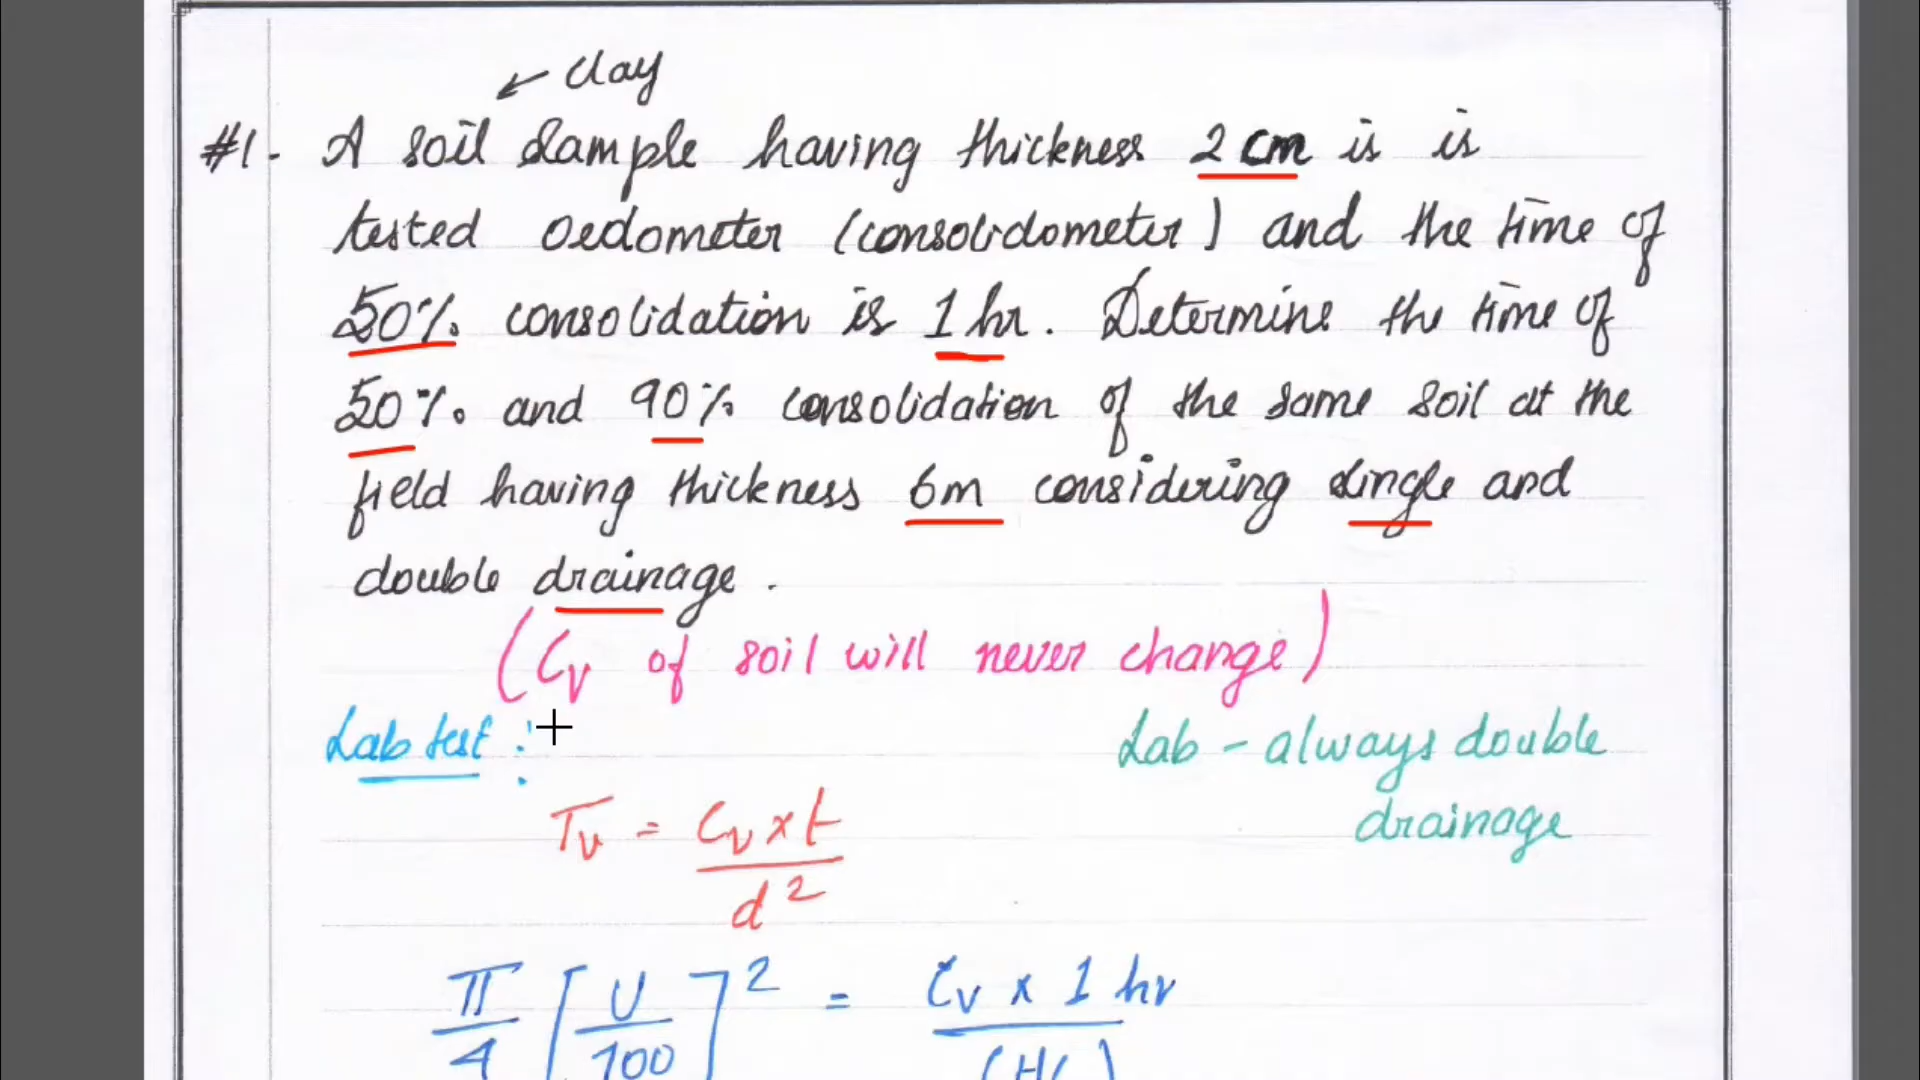 clay
#1. A soil sample having thickness 2 cm is is
tested oedometer (consolidometer) and the time of
50% consolidation is 1 hr. Determine the time of
50% and 90% consolidation of the same soil at the
field having thickness 6m considering single and
double drainage.
(Cv of soil will never change)
Lab test :
Lab - always double
drainage
Tv = Cv x t / d²
π/4 [U/100]² = Cv x 1 hr